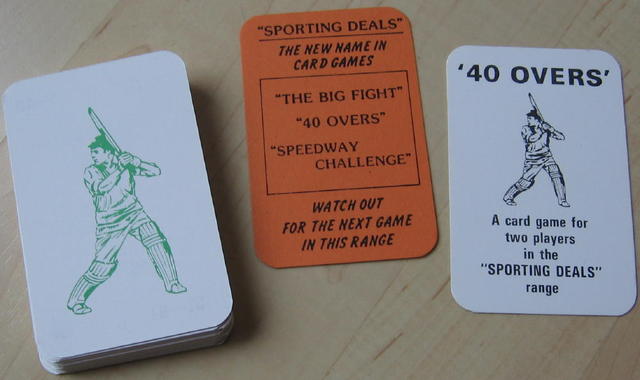 "SPORTING DEALS"
THE NEW NAME IN
CARD GAMES
"THE BIG FIGHT"
"40 OVERS"
"SPEEDWAY
CHALLENGE"
WATCH OUT
FOR THE NEXT GAME
IN THIS RANGE
'40 OVERS'
A card game for
two players
in the
"SPORTING DEALS"
range